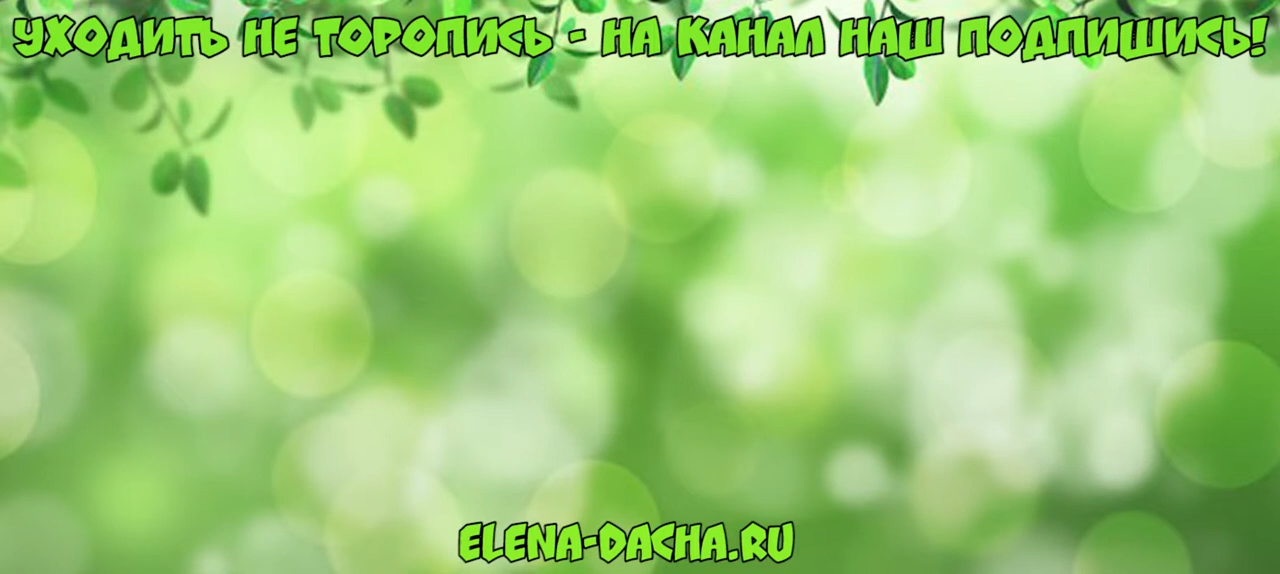 УХОДИТЬ НЕ ТОРОПИСЬ - НА КАНАЛ НАШ ПОДПИШИСЬ!
ELENA-DACHA.RU